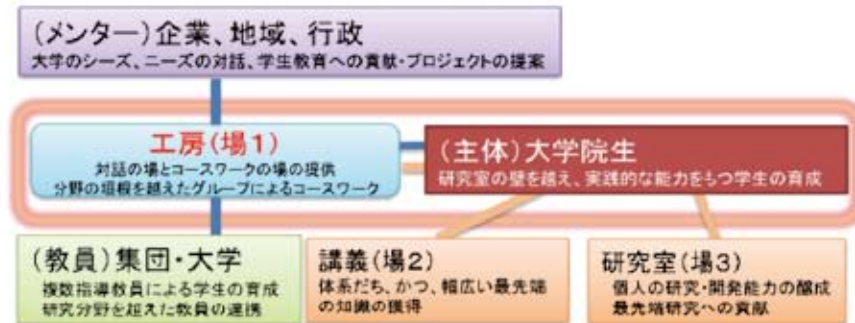 (メンター)企業、地域、行政
大学のシーズ、ニーズの対話、学生教育への貢献・プロジェクトの提案
工房(場1)
対話の場とコースワークの場の提供
分野の垣根を越えたグループによるコースワーク
(主体)大学院生
研究室の壁を越え、実践的な能力をもつ学生の育成
(教員)集団・大学
複数指導教員による学生の育成
研究分野を超えた教員の連携
講義(場2)
体系だち、かつ、幅広い最先端
の知識の獲得
研究室(場3)
個人の研究・開発能力の醸成
最先端研究への貢献